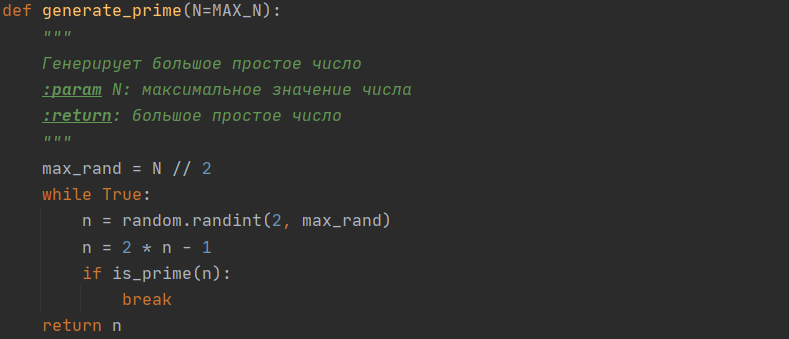 def generate_prime(N=MAX_N):
    """
    Генерирует большое простое число
    :param N: максимальное значение числа
    :return: большое простое число
    """
    max_rand = N // 2
    while True:
        n = random.randint(2, max_rand)
        n = 2 * n - 1
        if is_prime(n):
            break
    return n